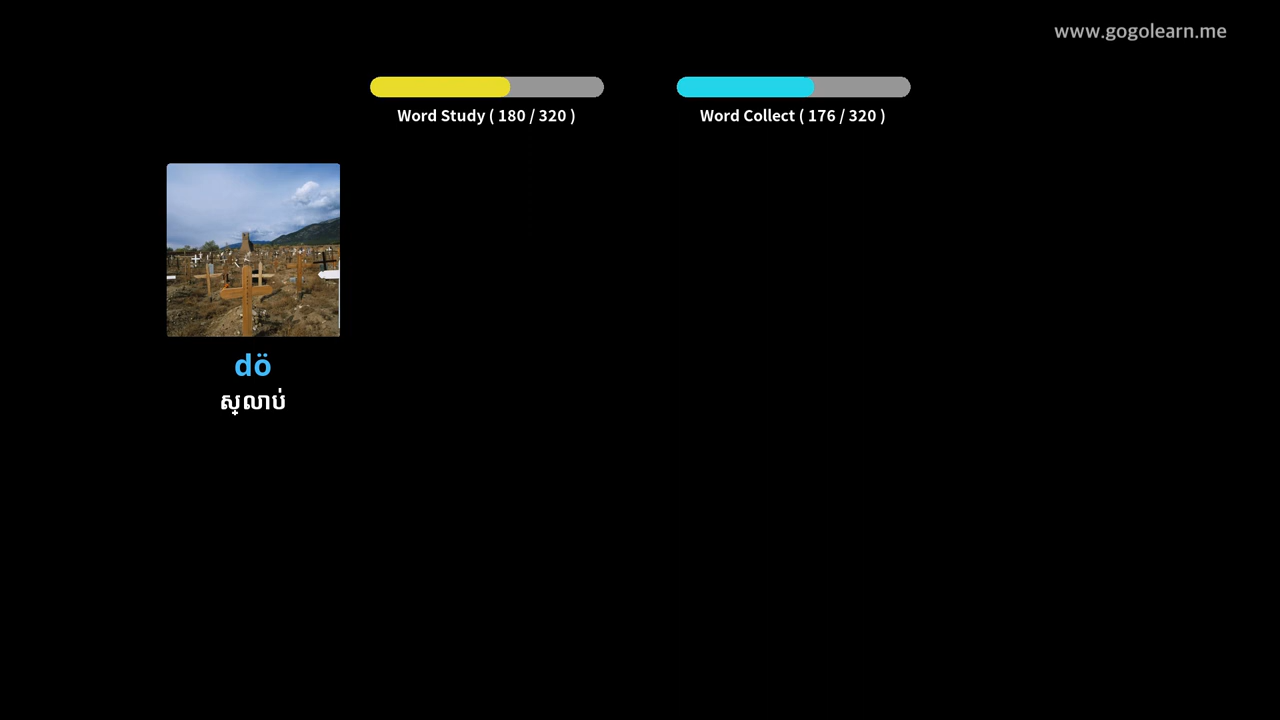 www.gogolearn.me
Word Study ( 180 / 320 )
Word Collect ( 176 / 320 )
dö
ស្លាប់